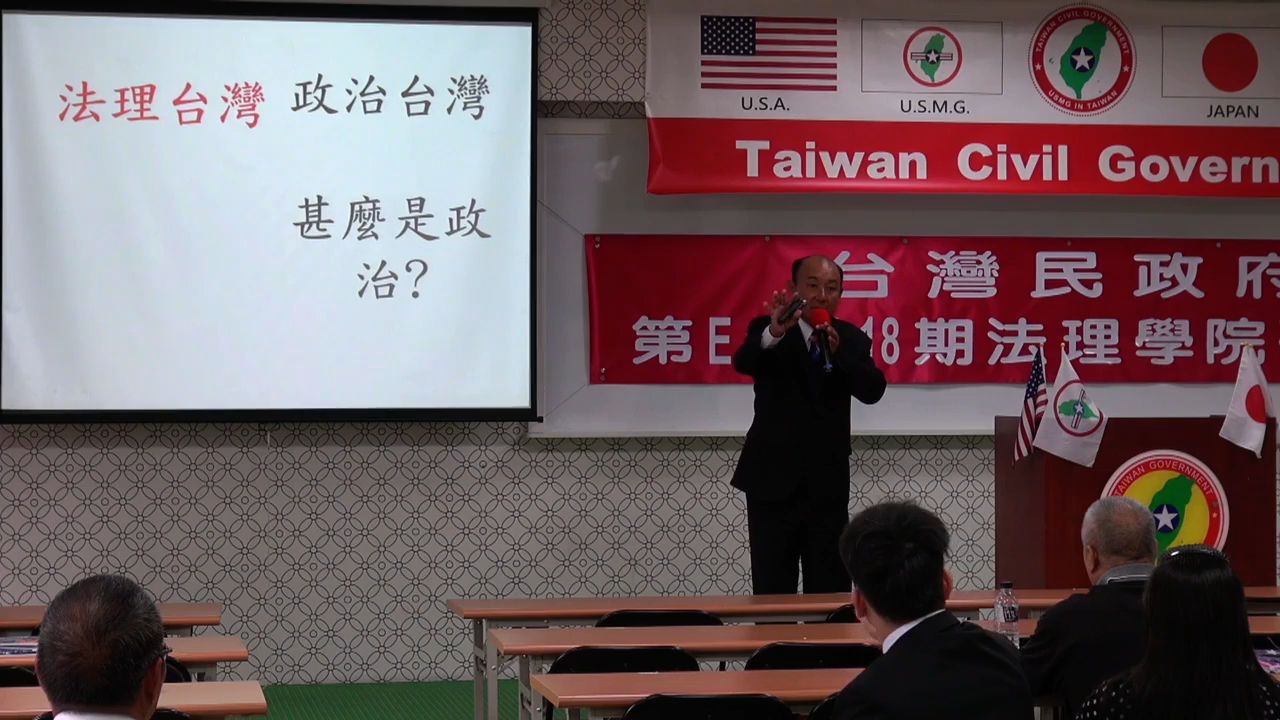 法理台灣 政治台灣
甚麼是政
治?
U.S.A.
U.S.M.G.
TAIWAN CIVIL GOVERNMENT
USMG IN TAIWAN
JAPAN
Taiwan Civil Govern
台灣民政府
第E 18期法理學院
TAIWAN GOVERNMENT